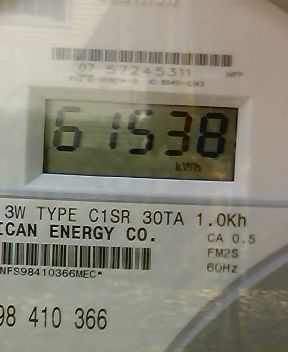 07 57245311 NPP
61538
kWh
3W TYPE C1SR 30TA 1.0Kh
ICAN ENERGY CO. CA 0.5
FM2S
NFS98410366MEC* 60Hz
98 410 366